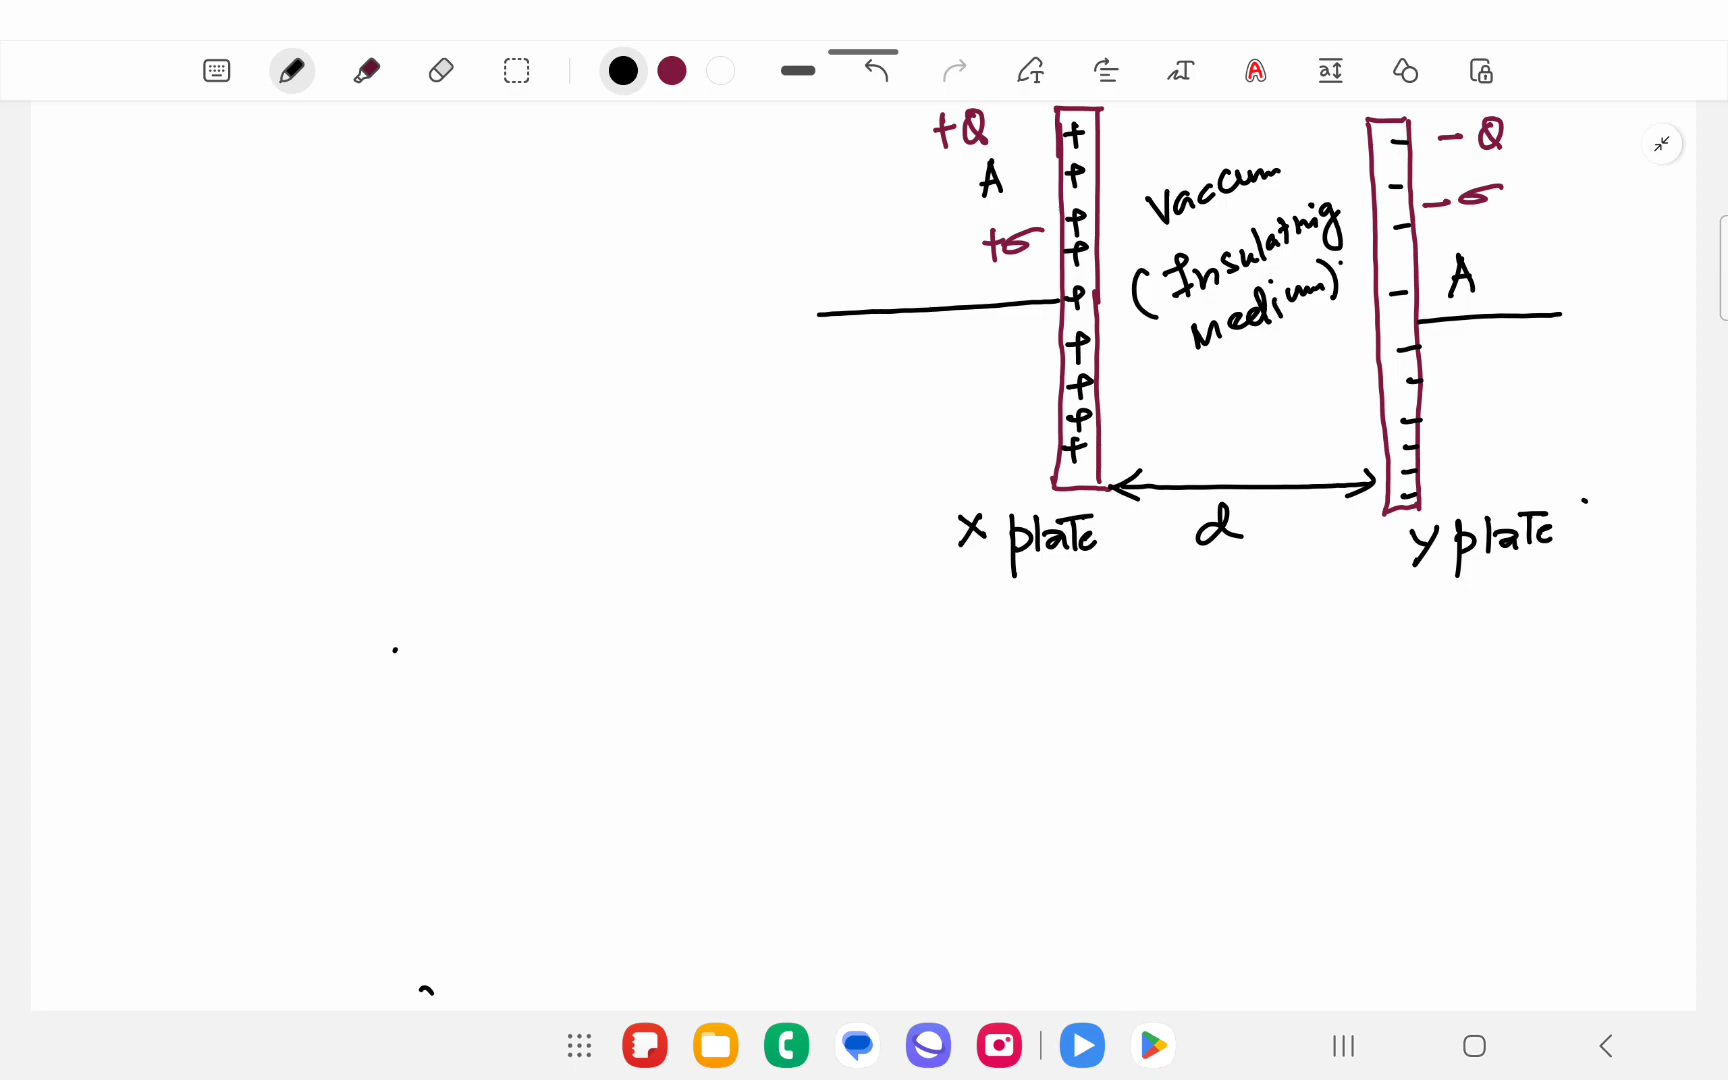 +Q
- Q
A
Vaccum
-σ
+σ
(Insulating
medium)
A
X plate
d
y plate